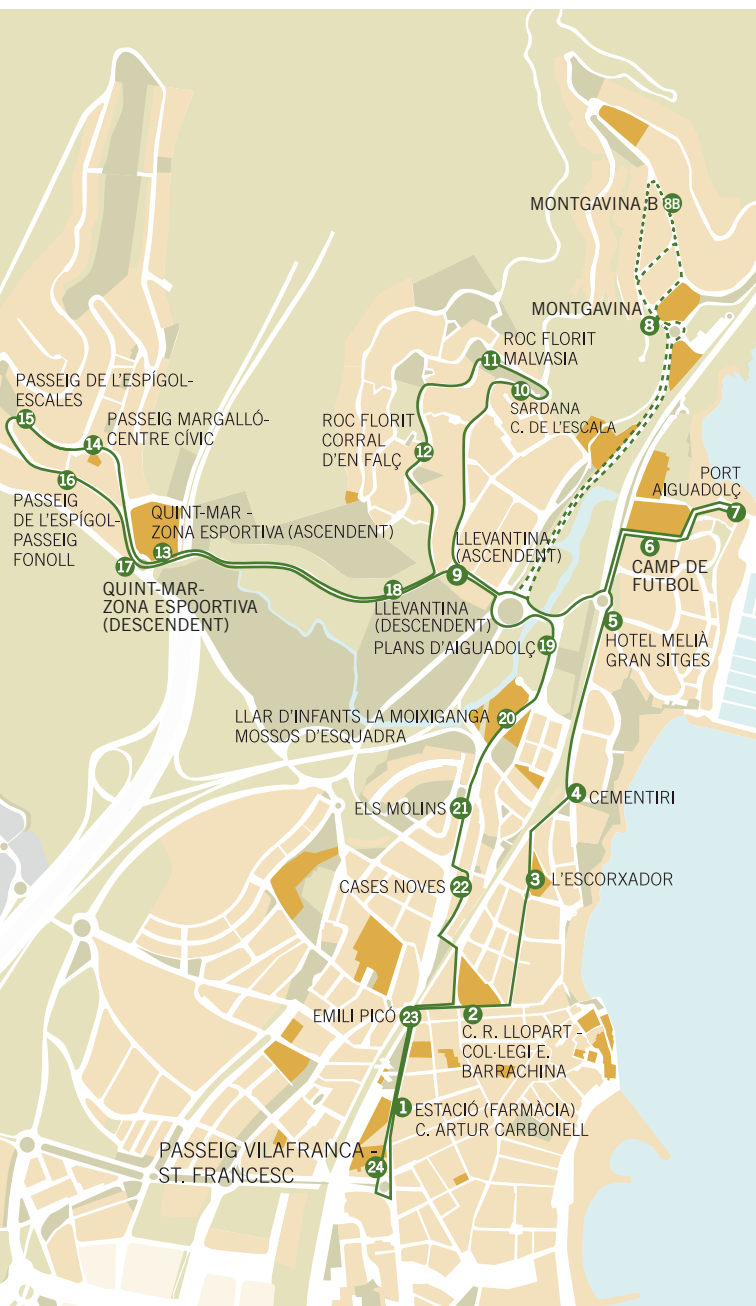 MONTGAVINA B
8B
MONTGAVINA
8
11
ROC FLORIT
MALVASIA
10
SARDANA
C. DE L'ESCALA
PASSEIG DE L'ESPÍGOL-
ESCALES
15
14
PASSEIG MARGALLÓ-
CENTRE CÍVIC
ROC FLORIT
CORRAL
D'EN FALÇ
12
16
PASSEIG
DE L'ESPÍGOL-
PASSEIG
FONOLL
PORT
AIGUADOLÇ
7
QUINT-MAR -
ZONA ESPORTIVA (ASCENDENT)
13
LLEVANTINA
(ASCENDENT)
9
6
CAMP DE
FUTBOL
17
QUINT-MAR-
ZONA ESPOORTIVA
(DESCENDENT)
18
LLEVANTINA
(DESCENDENT)
5
HOTEL MELIÀ
GRAN SITGES
PLANS D'AIGUADOLÇ
19
LLAR D'INFANTS LA MOIXIGANGA
MOSSOS D'ESQUADRA
20
4
CEMENTIRI
ELS MOLINS
21
3
L'ESCORXADOR
CASES NOVES
22
EMILI PICÓ
23
2
C. R. LLOPART -
COL·LEGI E.
BARRACHINA
1
ESTACIÓ (FARMÀCIA)
C. ARTUR CARBONELL
PASSEIG VILAFRANCA -
ST. FRANCESC
24